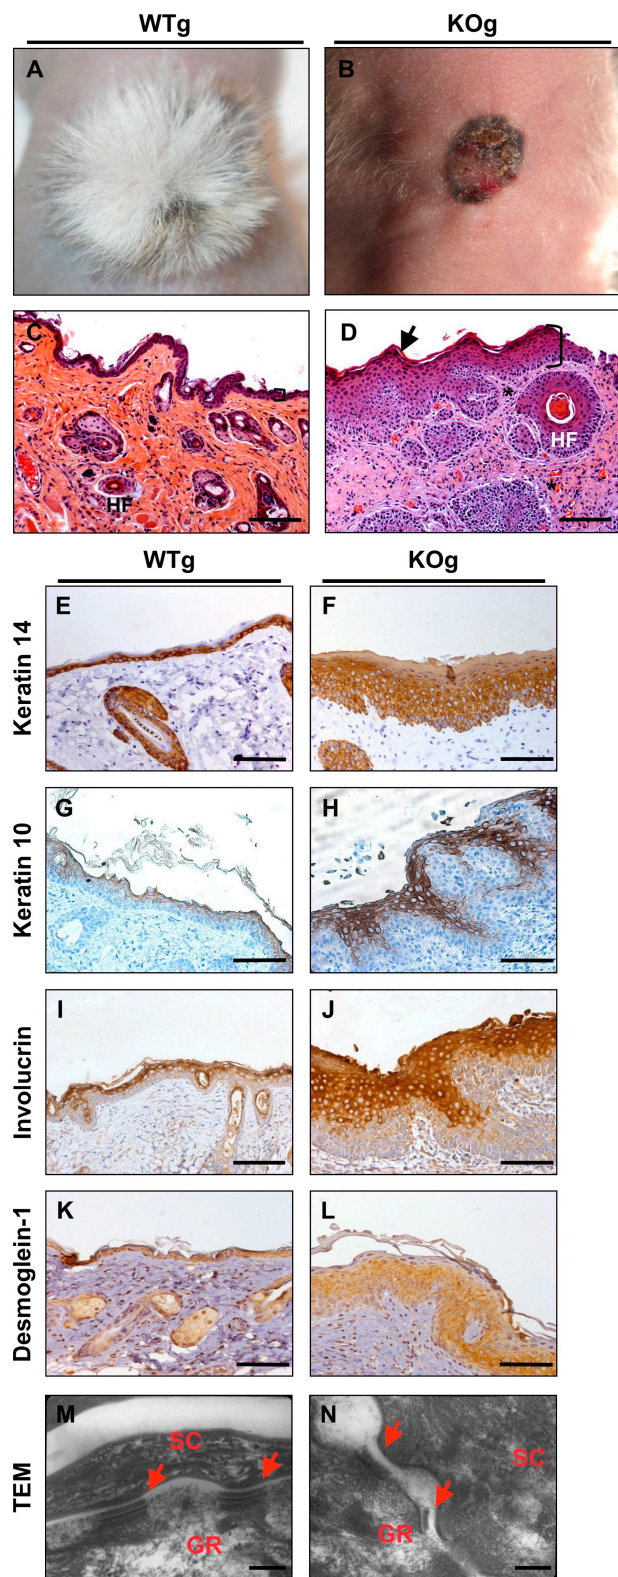 WTg KOg
A B
C D
HF HF
* *
WTg KOg
Keratin 14 E F
Keratin 10 G H
Involucrin I J
Desmoglein-1 K L
TEM M N
SC SC
GR GR